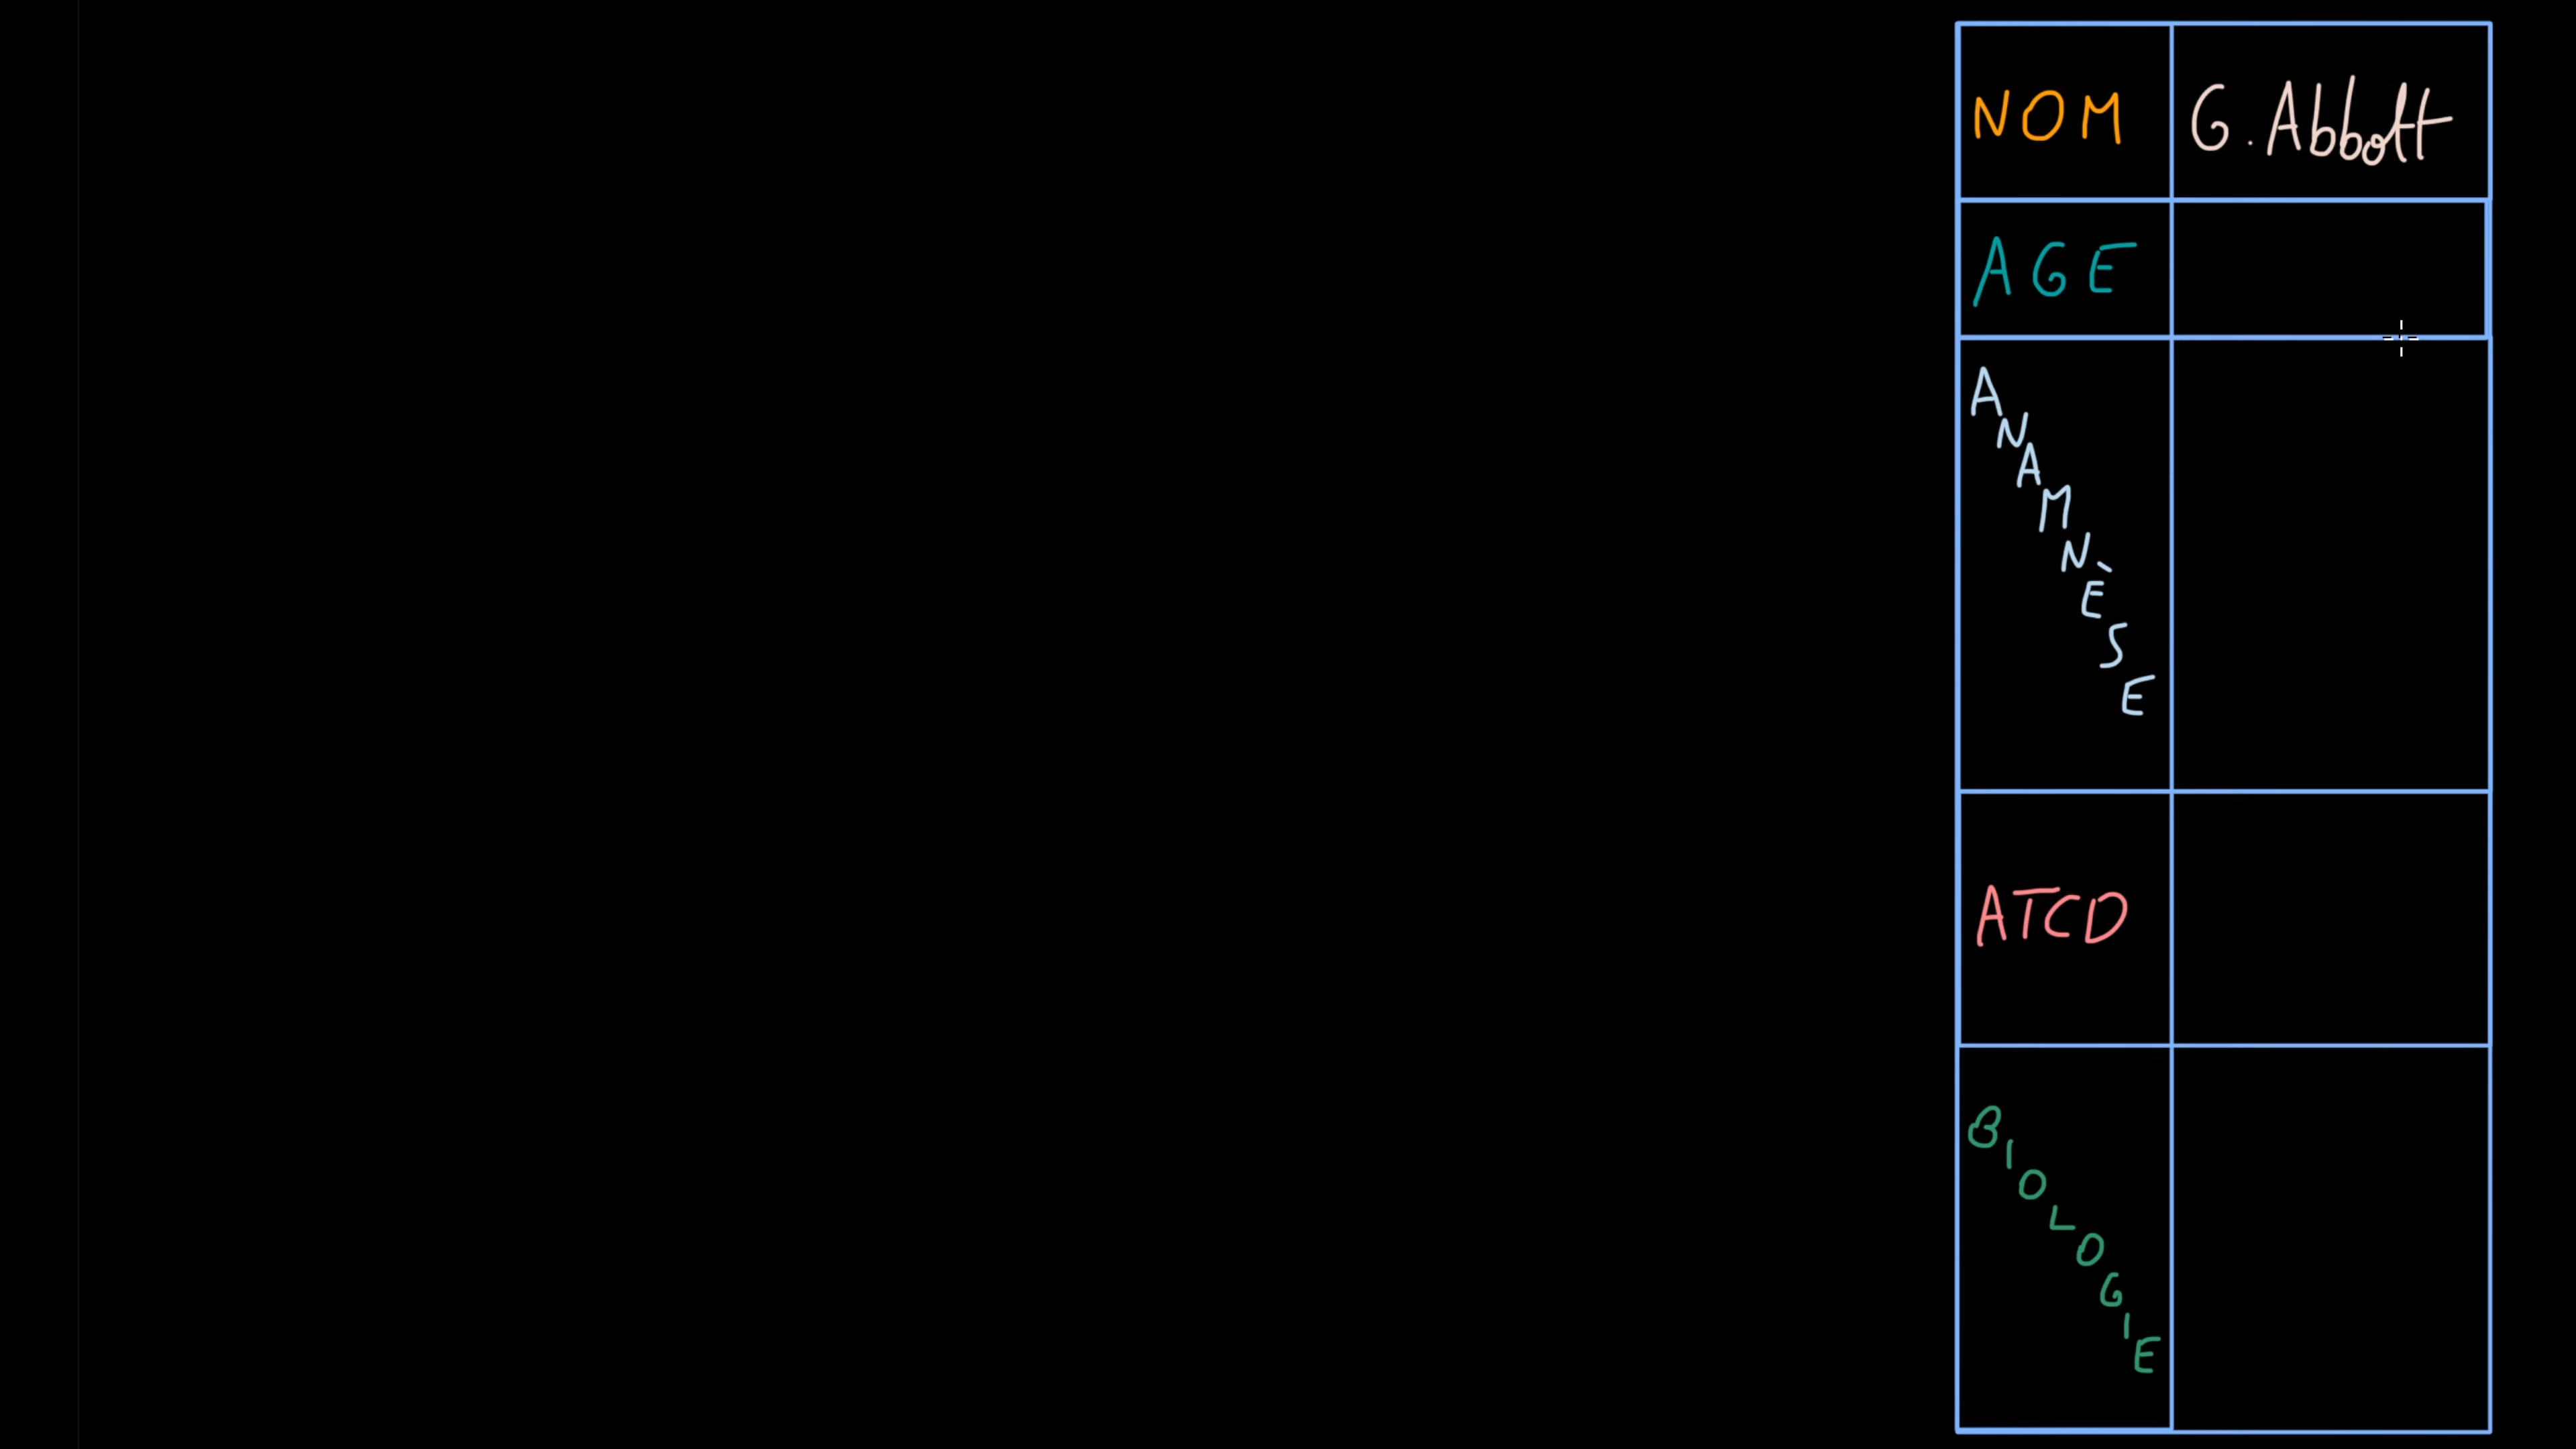 NOM G. Abbott
AGE
ANAMNÈSE
ATCD
BIOLOGIE